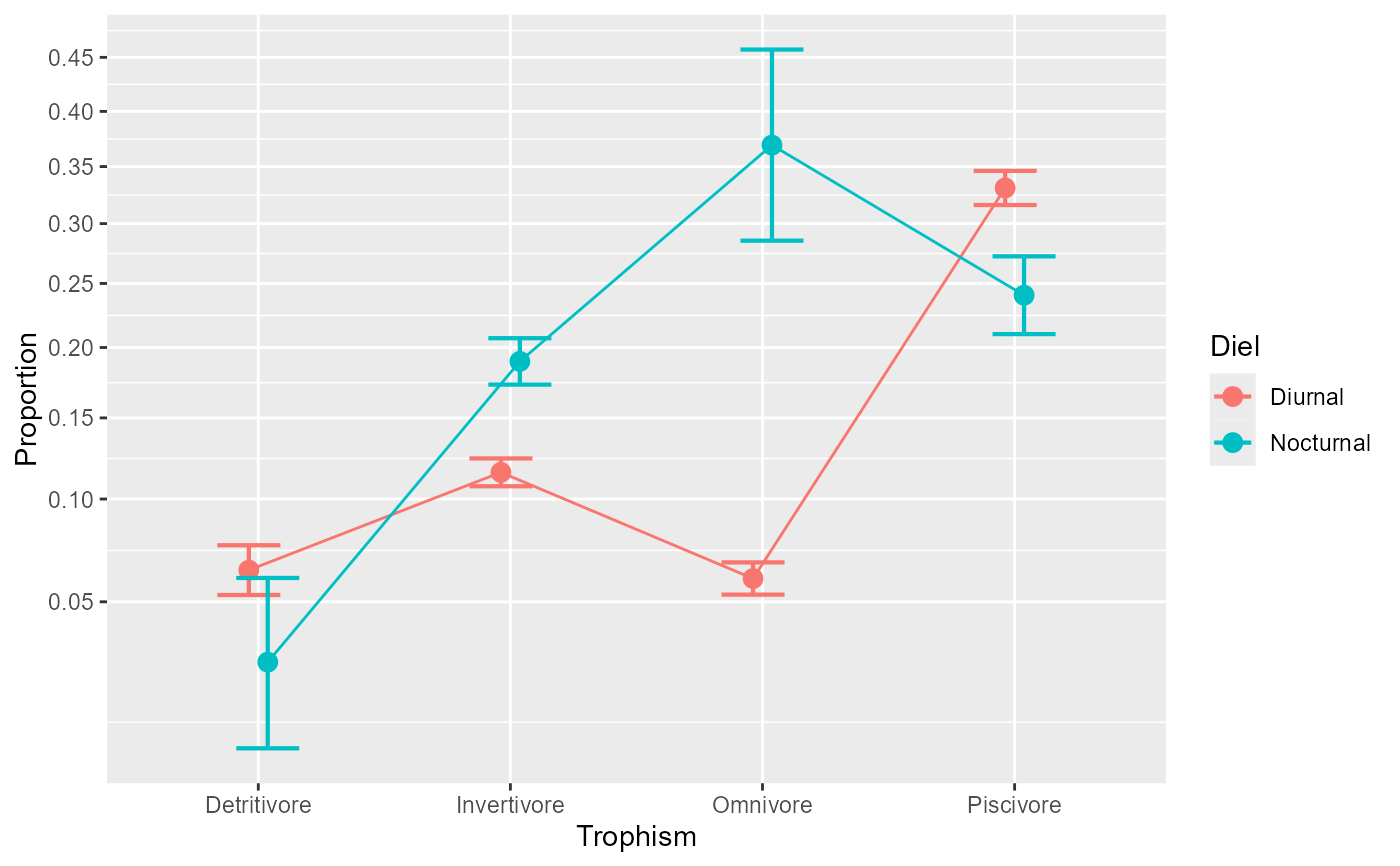 0.45
0.40
0.35
0.30
0.25
0.20
0.15
0.10
0.05
Proportion
Detritivore
Invertivore
Omnivore
Piscivore
Trophism
Diel
Diurnal
Nocturnal